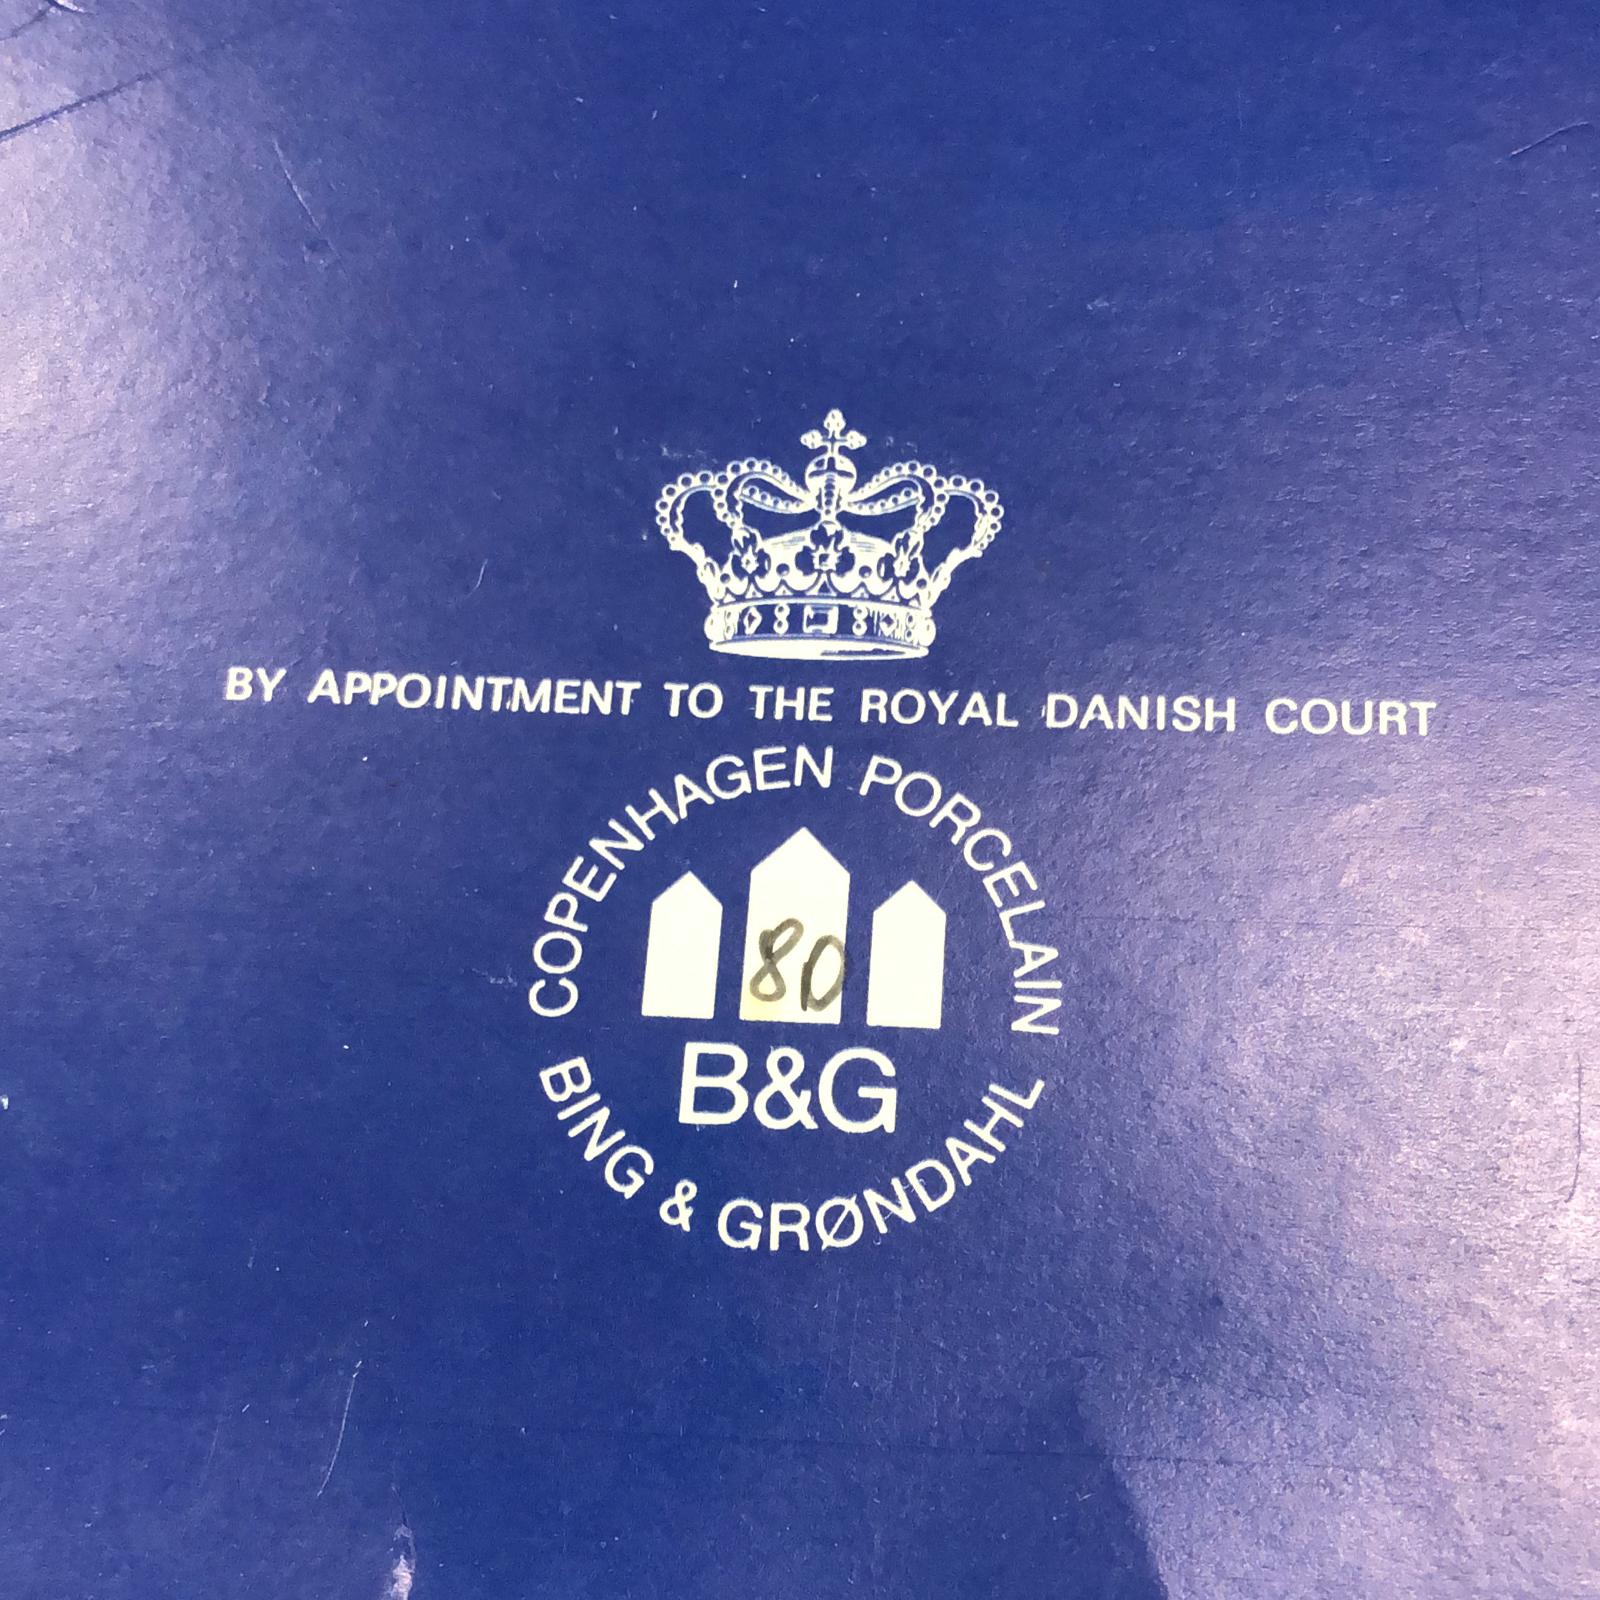 BY APPOINTMENT TO THE ROYAL DANISH COURT
COPENHAGEN PORCELAIN
80
B&G
BING & GRØNDAHL